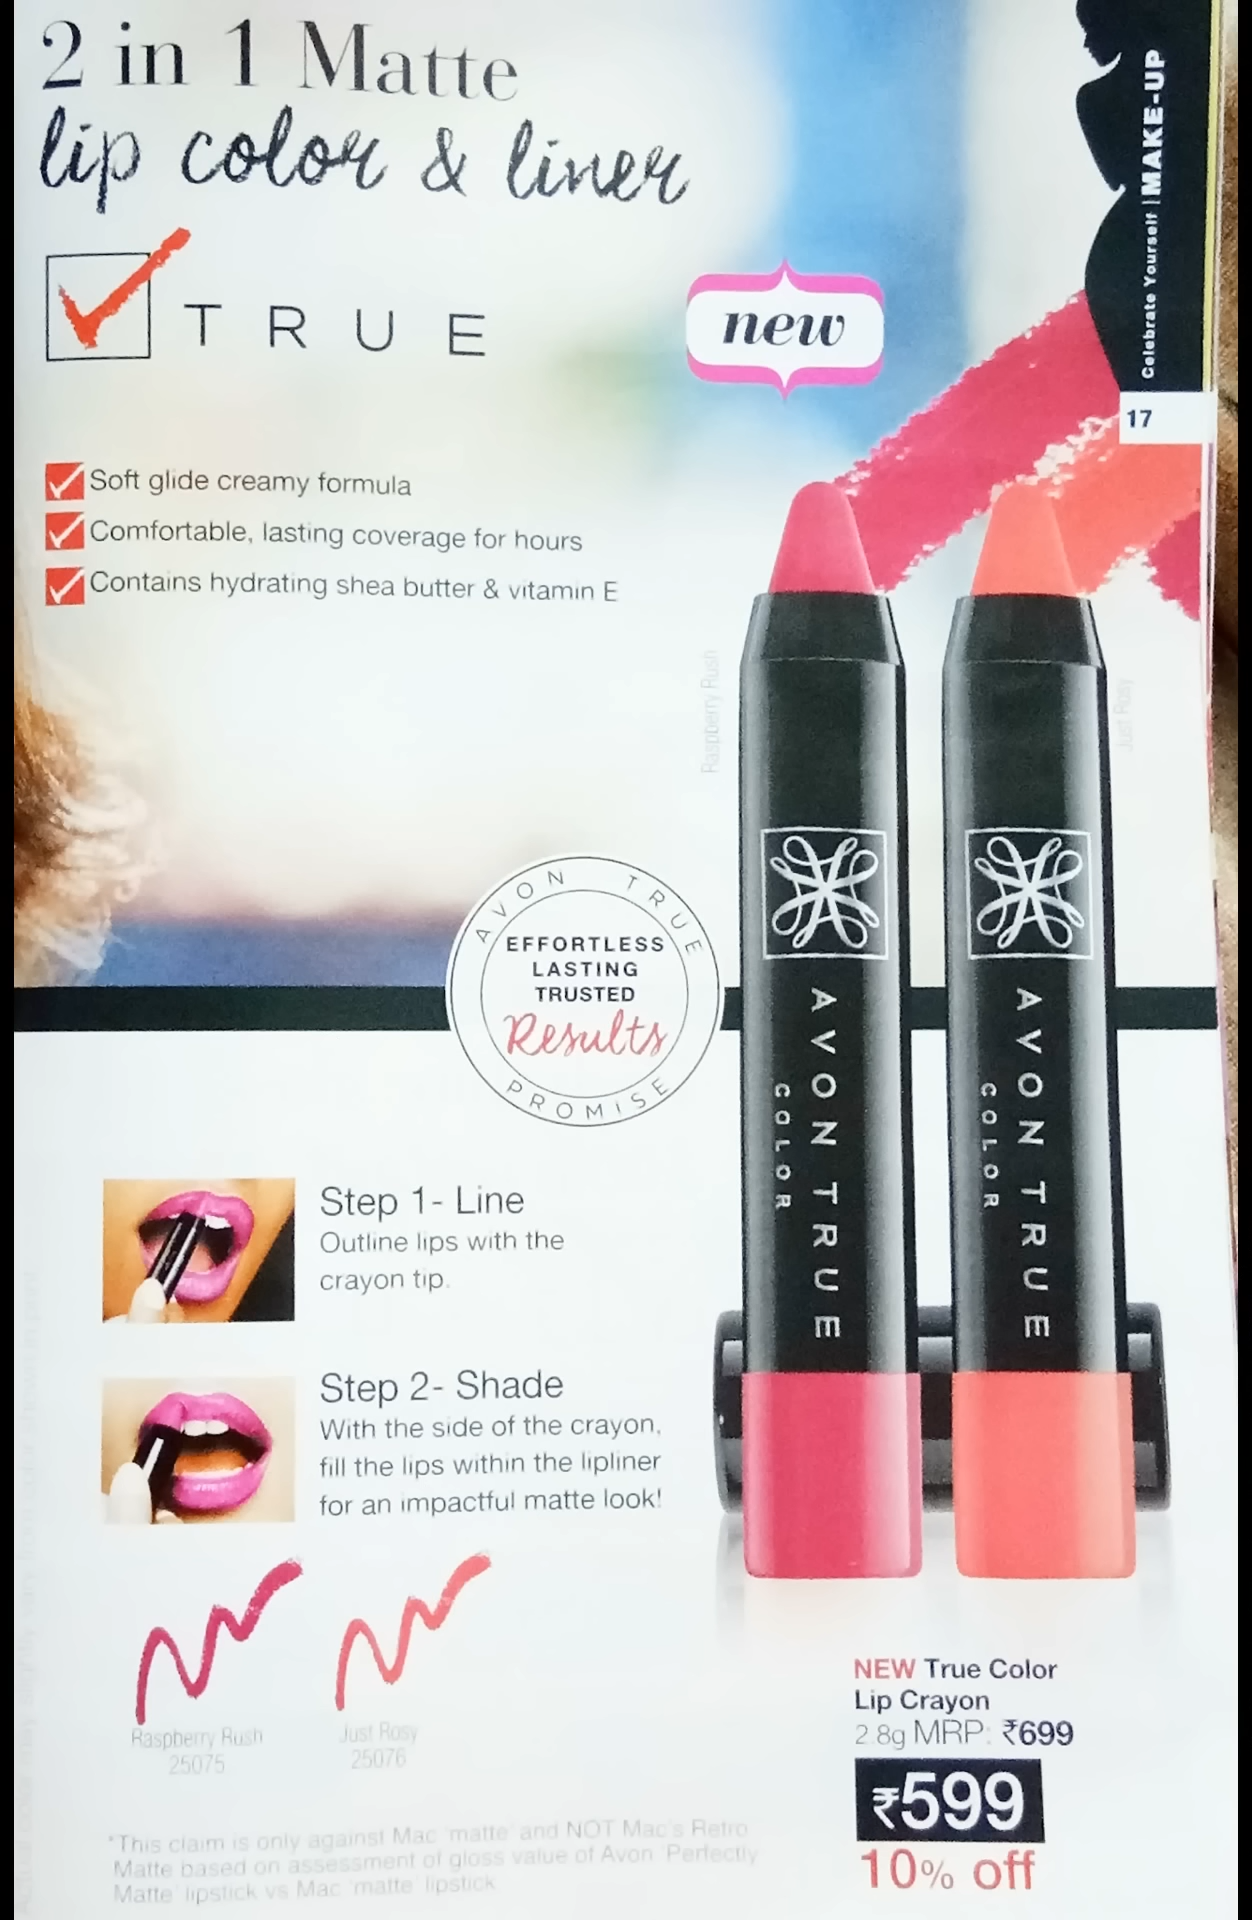 2 in 1 Matte
lip color & liner
TRUE
new
Celebrate Yourself | MAKE-UP
17
Soft glide creamy formula
Comfortable, lasting coverage for hours
Contains hydrating shea butter & vitamin E
Raspberry Rush
Just Rosy
AVON TRUE
EFFORTLESS
LASTING
TRUSTED
Results
PROMISE
AVON TRUE
COLOR
AVON TRUE
COLOR
Step 1- Line
Outline lips with the
crayon tip.
Step 2- Shade
With the side of the crayon,
fill the lips within the lipliner
for an impactful matte look!
Raspberry Rush
25075
Just Rosy
25076
NEW True Color
Lip Crayon
2.8g MRP: ₹699
₹599
10% off
*This claim is only against Mac 'matte' and NOT Mac's Retro
Matte based on assessment of gloss value of Avon 'Perfectly
Matte' lipstick vs Mac 'matte' lipstick